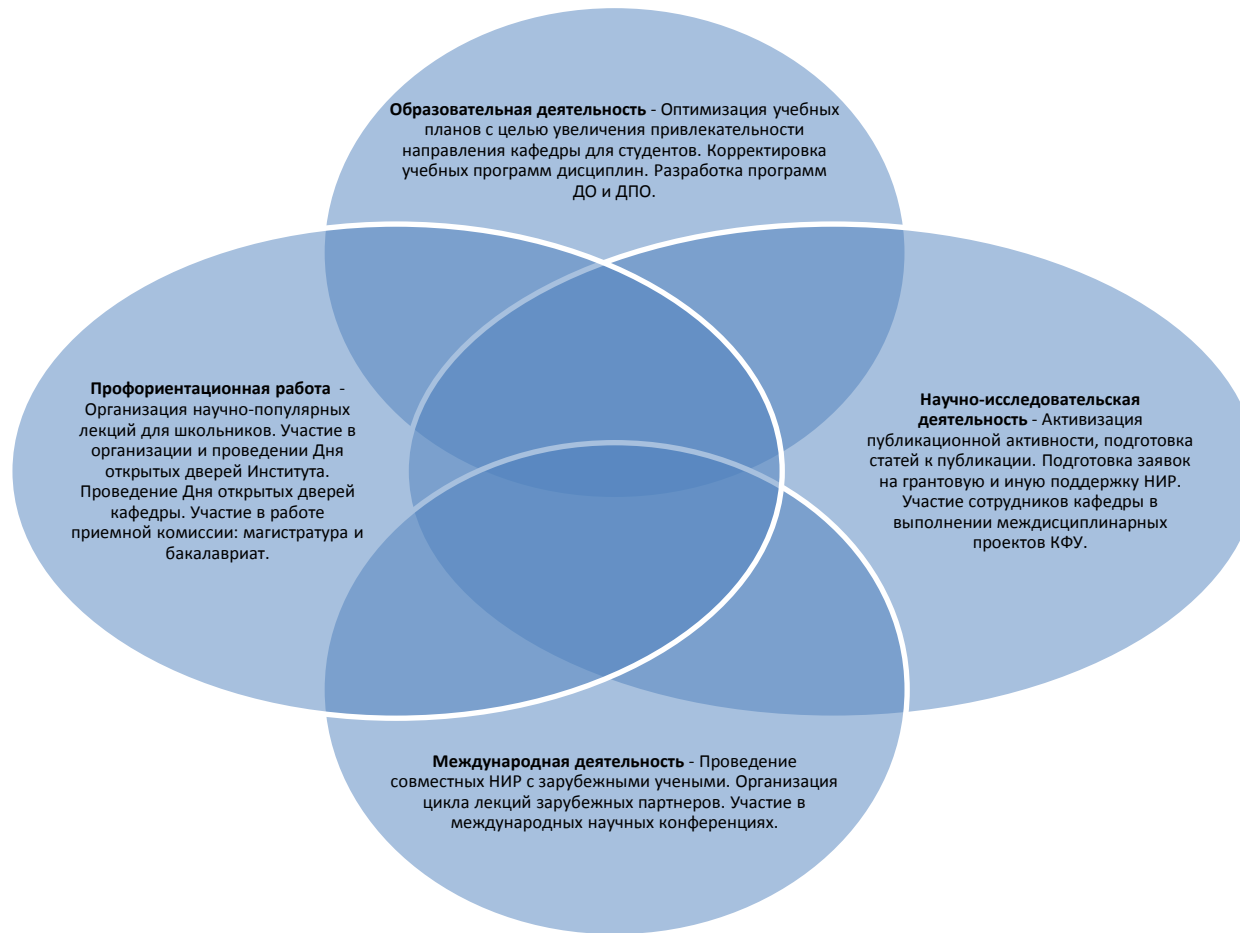 Образовательная деятельность - Оптимизация учебных
планов с целью увеличения привлекательности
направления кафедры для студентов. Корректировка
учебных программ дисциплин. Разработка программ
ДО и ДПО.
Профориентационная работа -
Организация научно-популярных
лекций для школьников. Участие в
организации и проведении Дня
открытых дверей Института.
Проведение Дня открытых дверей
кафедры. Участие в работе
приемной комиссии: магистратура и
бакалавриат.
Научно-исследовательская
деятельность - Активизация
публикационной активности, подготовка
статей к публикации. Подготовка заявок
на грантовую и иную поддержку НИР.
Участие сотрудников кафедры в
выполнении междисциплинарных
проектов КФУ.
Международная деятельность - Проведение
совместных НИР с зарубежными учеными. Организация
цикла лекций зарубежных партнеров. Участие в
международных научных конференциях.